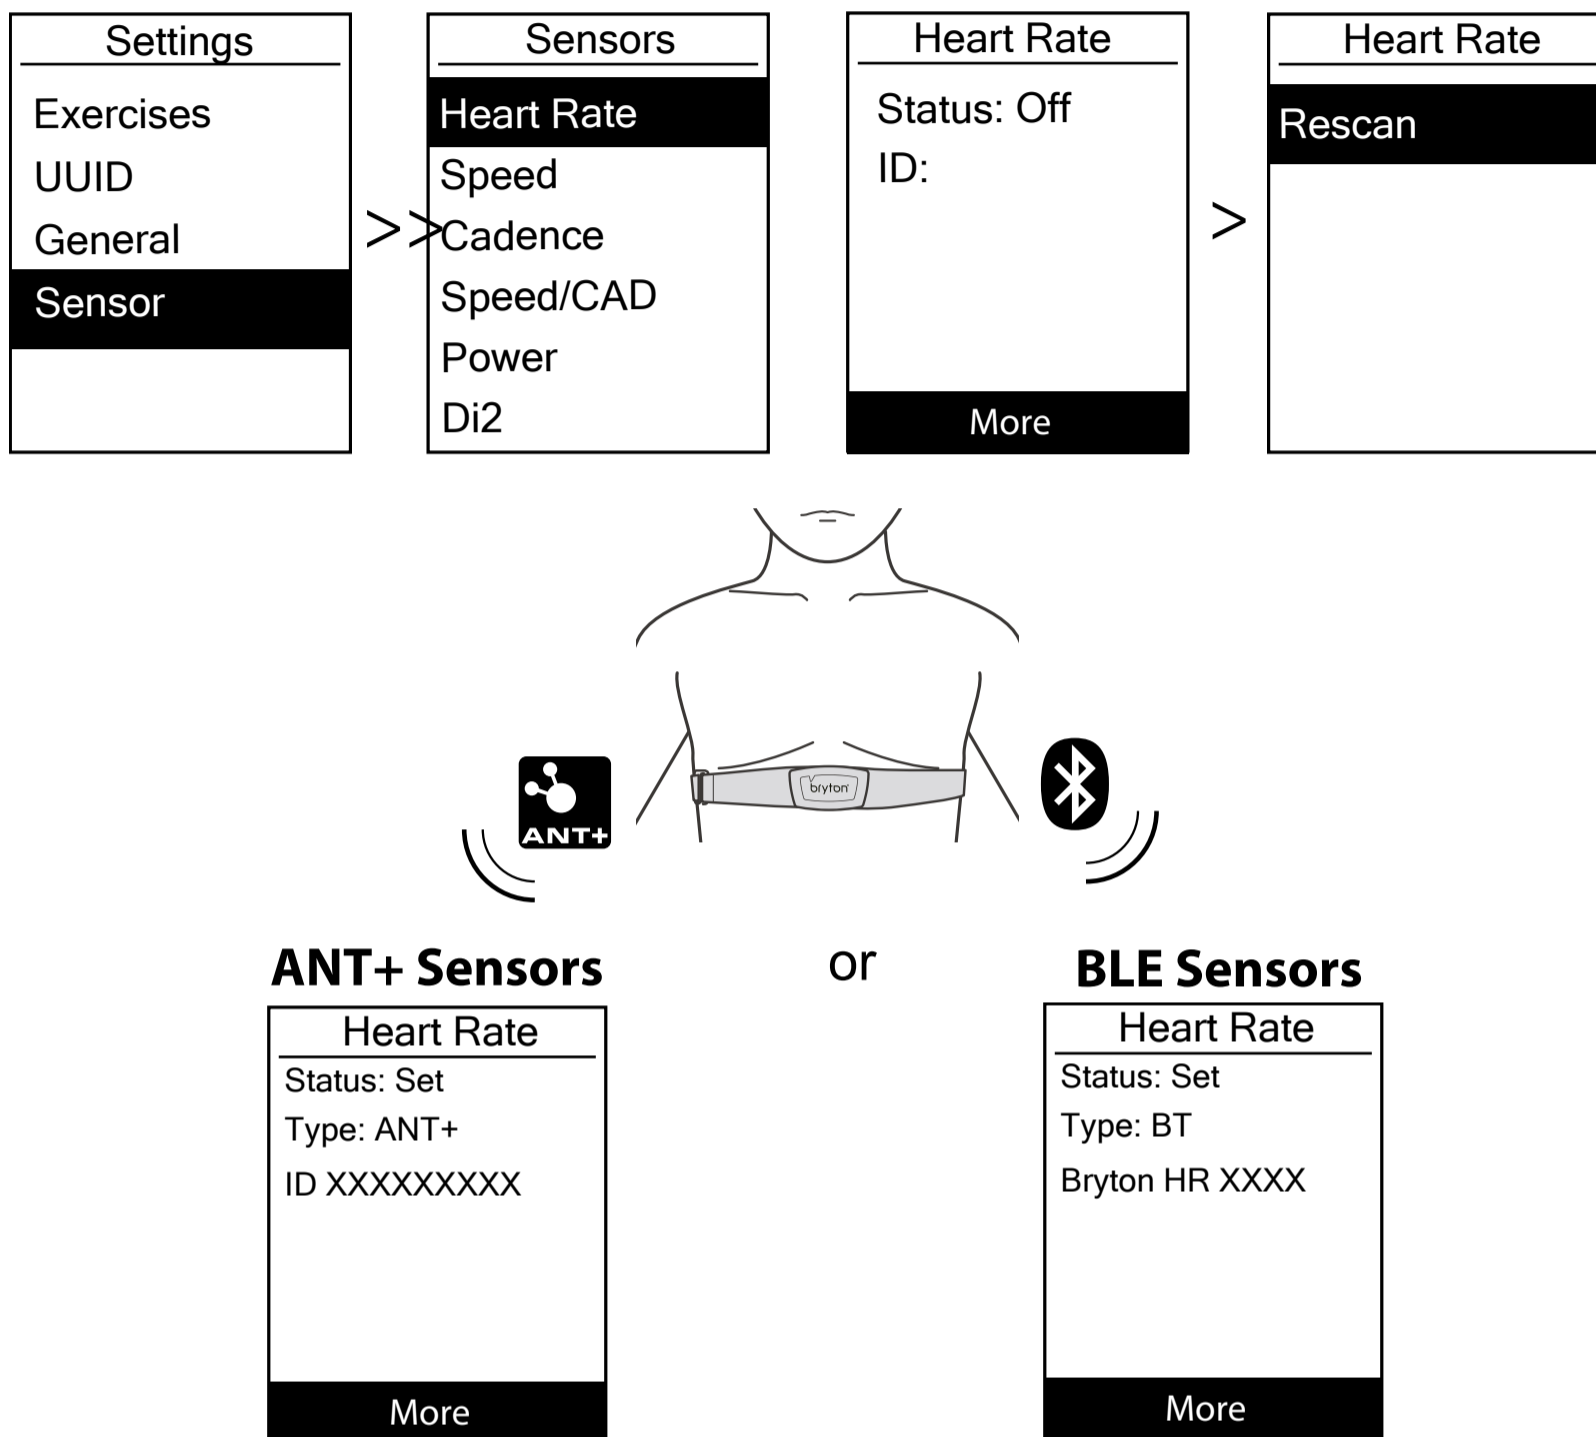 Settings
Exercises
UUID
General
Sensor
>>
Sensors
Heart Rate
Speed
Cadence
Speed/CAD
Power
Di2
Heart Rate
Status: Off
ID:
More
>
Heart Rate
Rescan
ANT+
bryton
ANT+ Sensors
or
BLE Sensors
Heart Rate
Status: Set
Type: ANT+
ID XXXXXXXXX
More
Heart Rate
Status: Set
Type: BT
Bryton HR XXXX
More